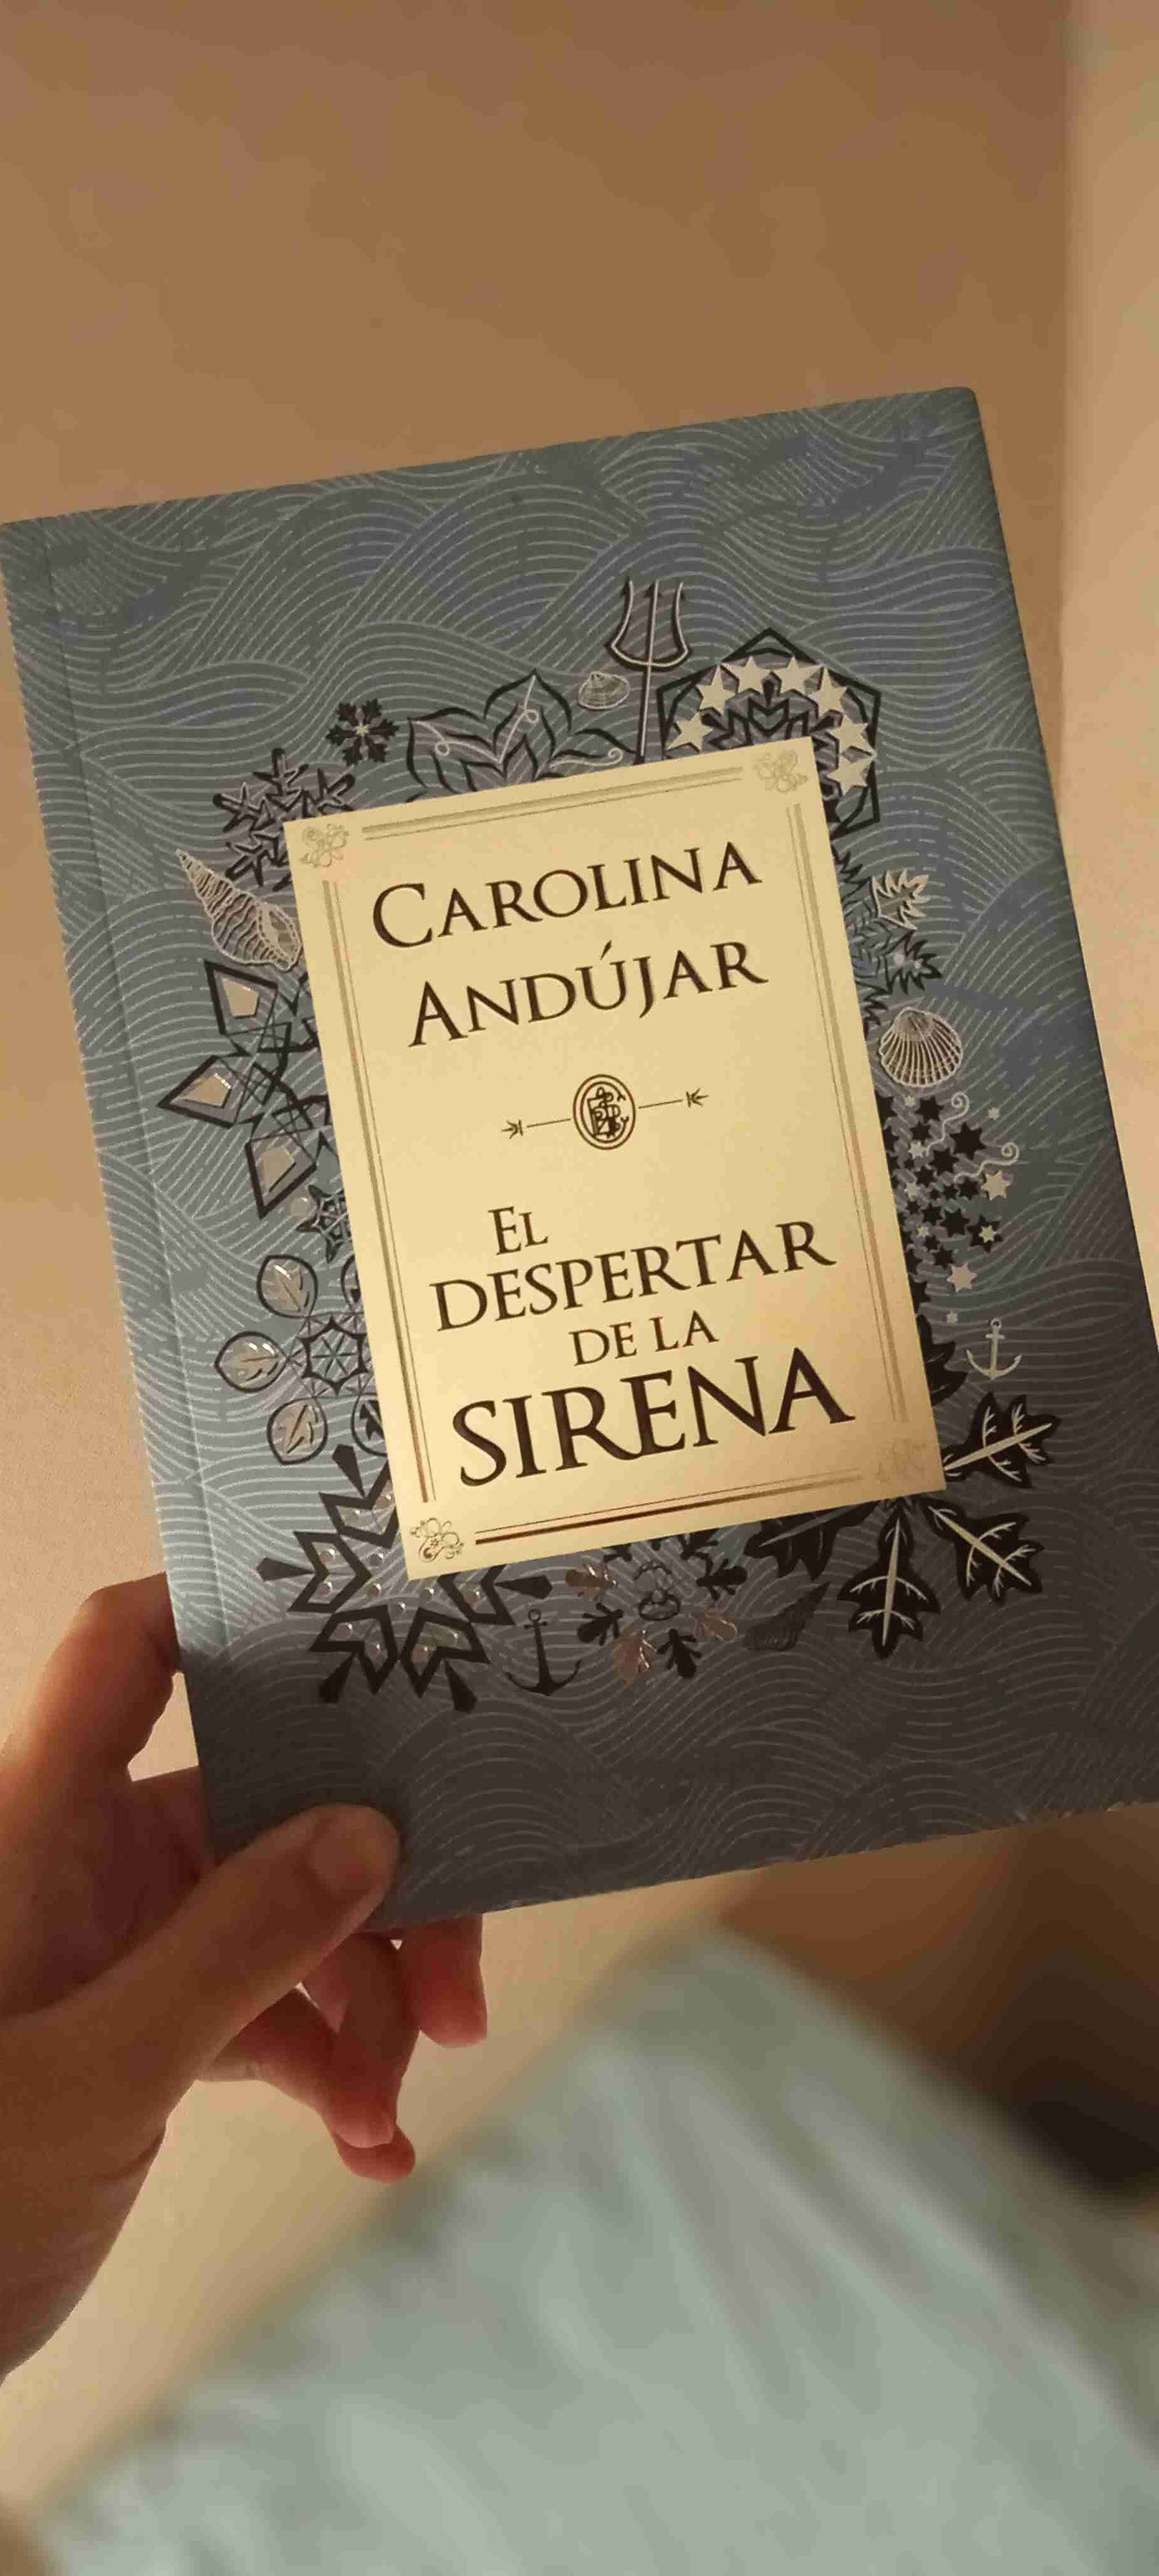 CAROLINA
ANDÚJAR
EL
DESPERTAR
DE LA
SIRENA